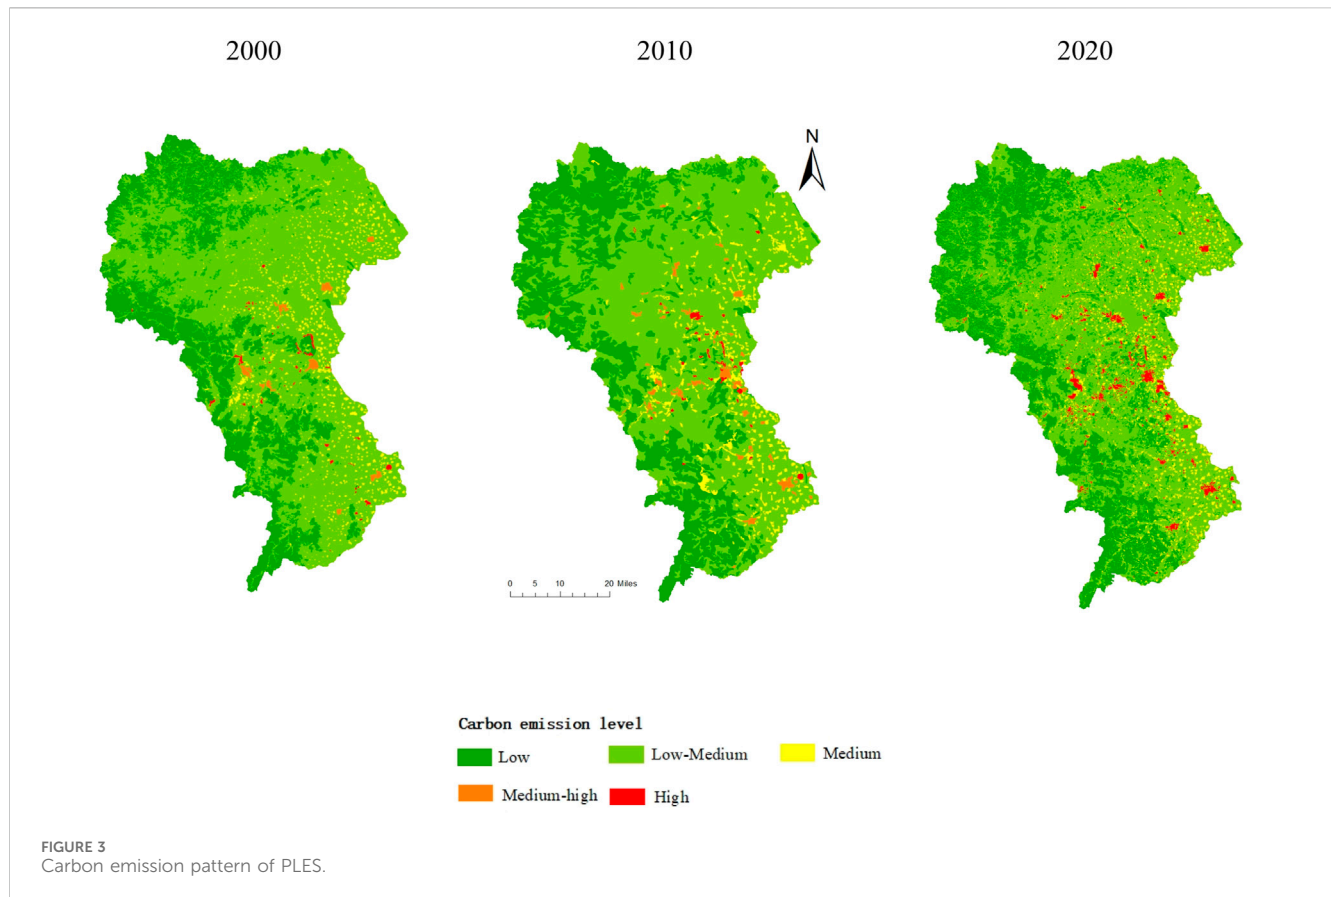 2000 2010 2020
N
0 5 10 20 Miles
Carbon emission level
Low Low-Medium Medium
Medium-high High
FIGURE 3
Carbon emission pattern of PLES.